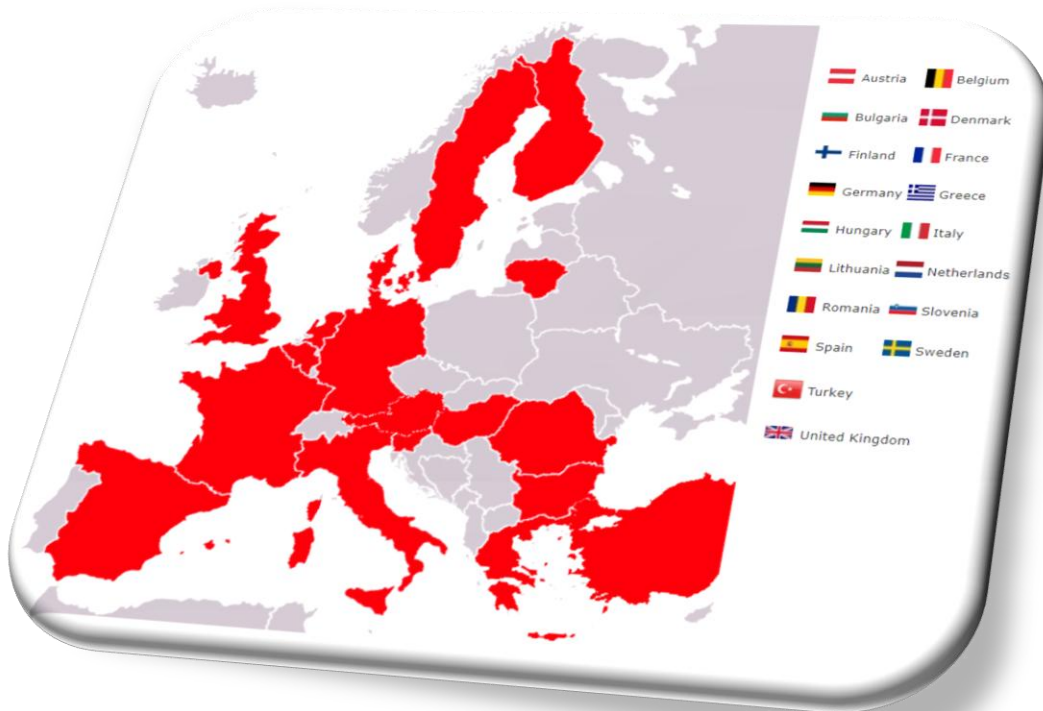 Austria Belgium
Bulgaria Denmark
Finland France
Germany Greece
Hungary Italy
Lithuania Netherlands
Romania Slovenia
Spain Sweden
Turkey
United Kingdom